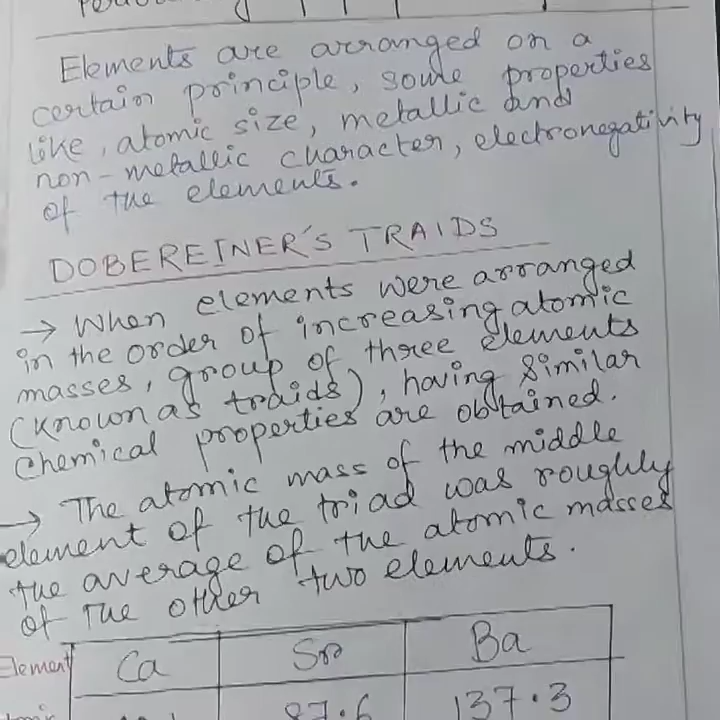 Elements are arranged on a
certain principle, some properties
like, atomic size, metallic and
non-metallic character, electronegativity
of the elements.
DOBEREINER'S TRAIDS
→ When elements were arranged
in the order of increasing atomic
masses, group of three elements
(known as traids), having similar
chemical properties are obtained.
→ The atomic mass of the middle
element of the triad was roughly
the average of the atomic masses
of the other two elements.
Element Ca Sr Ba
87.6 137.3